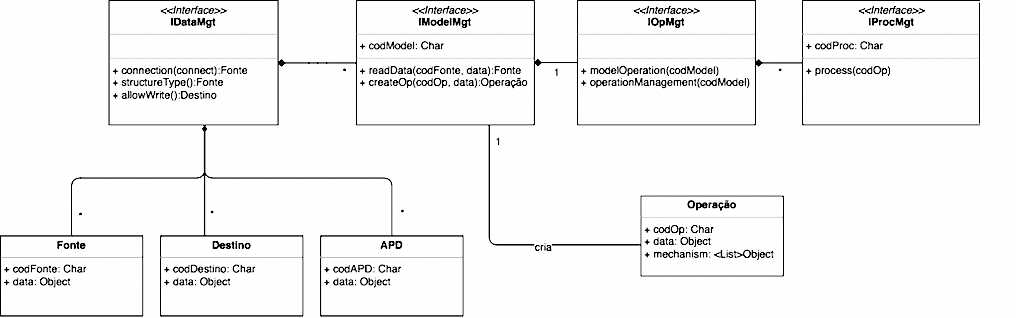 <<Interface>>
IDataMgt
+ connection(connect):Fonte
+ structureType():Fonte
+ allowWrite():Destino
*
<<Interface>>
IModelMgt
+ codModel: Char
+ readData(codFonte, data):Fonte
+ createOp(codOp, data):Operação
1
<<Interface>>
IOpMgt
+ modelOperation(codModel)
+ operationManagement(codModel)
*
<<Interface>>
IProcMgt
+ codProc: Char
+ process(codOp)
1
cria
Operação
+ codOp: Char
+ data: Object
+ mechanism: <List>Object
*
*
*
Fonte
+ codFonte: Char
+ data: Object
Destino
+ codDestino: Char
+ data: Object
APD
+ codAPD: Char
+ data: Object